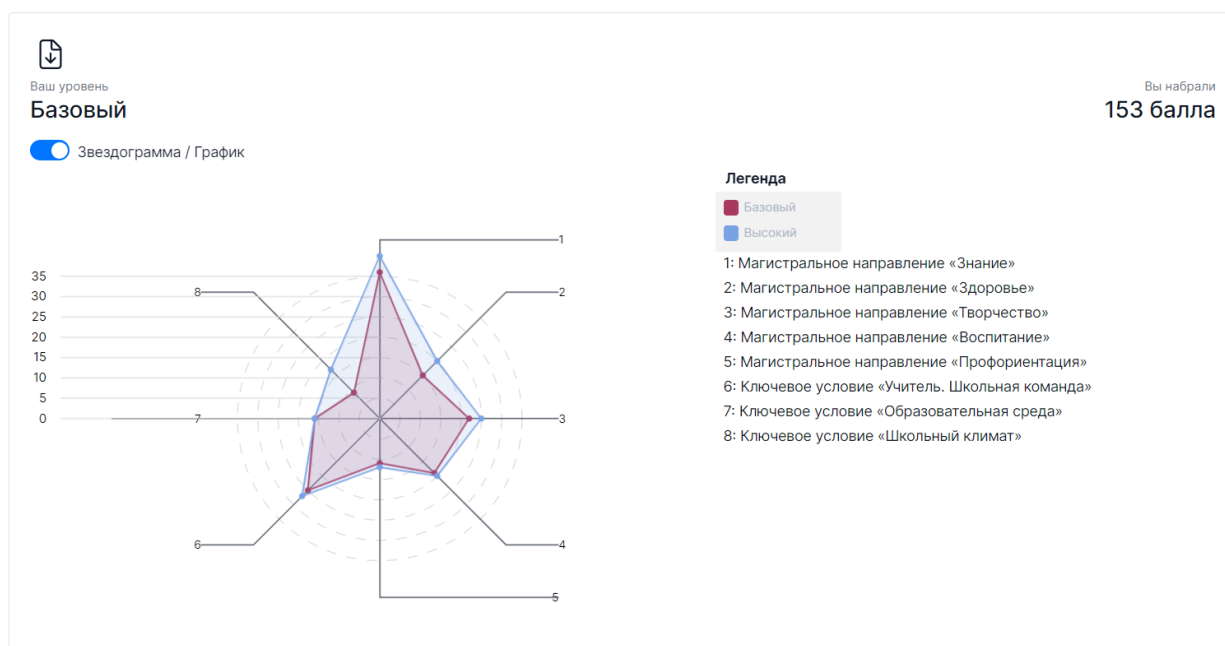 Ваш уровень
Базовый
Вы набрали
153 балла
Звездограмма / График
35
30
25
20
15
10
5
0
1
2
3
4
5
6
7
8
Легенда
Базовый
Высокий
1: Магистральное направление «Знание»
2: Магистральное направление «Здоровье»
3: Магистральное направление «Творчество»
4: Магистральное направление «Воспитание»
5: Магистральное направление «Профориентация»
6: Ключевое условие «Учитель. Школьная команда»
7: Ключевое условие «Образовательная среда»
8: Ключевое условие «Школьный климат»